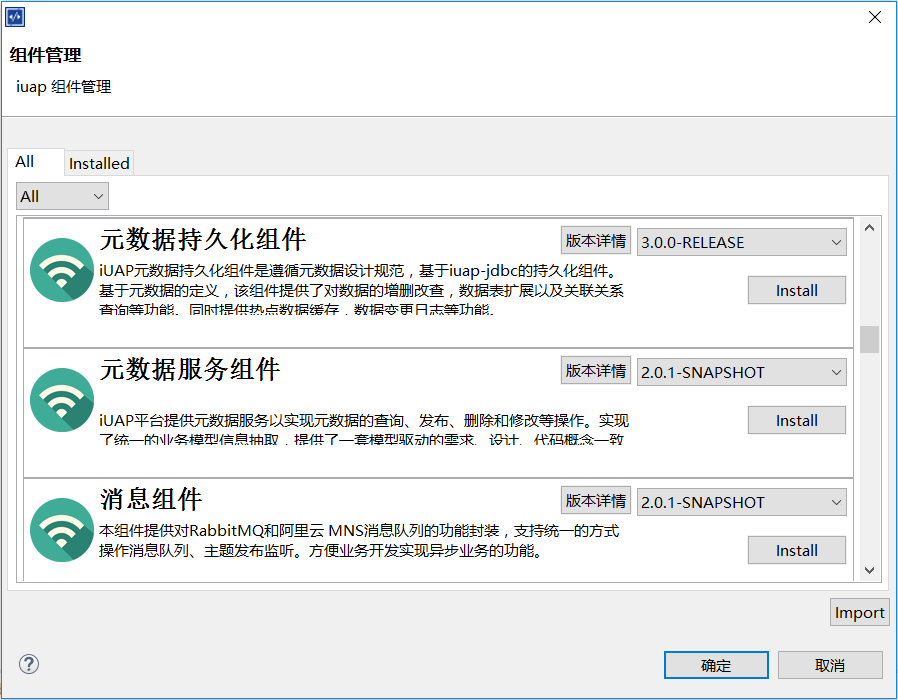 组件管理
iuap 组件管理
All
Installed
All
元数据持久化组件
版本详情
3.0.0-RELEASE
iUAP元数据持久化组件是遵循元数据设计规范，基于iuap-jdbc的持久化组件。
基于元数据的定义，该组件提供了对数据的增删改查，数据表扩展以及关联关系
查询等功能。同时提供热点数据缓存，数据变更日志等功能。
Install
元数据服务组件
版本详情
2.0.1-SNAPSHOT
iUAP平台提供元数据服务以实现元数据的查询、发布、删除和修改等操作。实现
了统一的业务模型信息抽取，提供了一套模型驱动的需求、设计、代码概念一致
Install
消息组件
版本详情
2.0.1-SNAPSHOT
本组件提供对RabbitMQ和阿里云 MNS消息队列的功能封装，支持统一的方式
操作消息队列、主题发布监听。方便业务开发实现异步业务的功能。
Install
Import
确定
取消